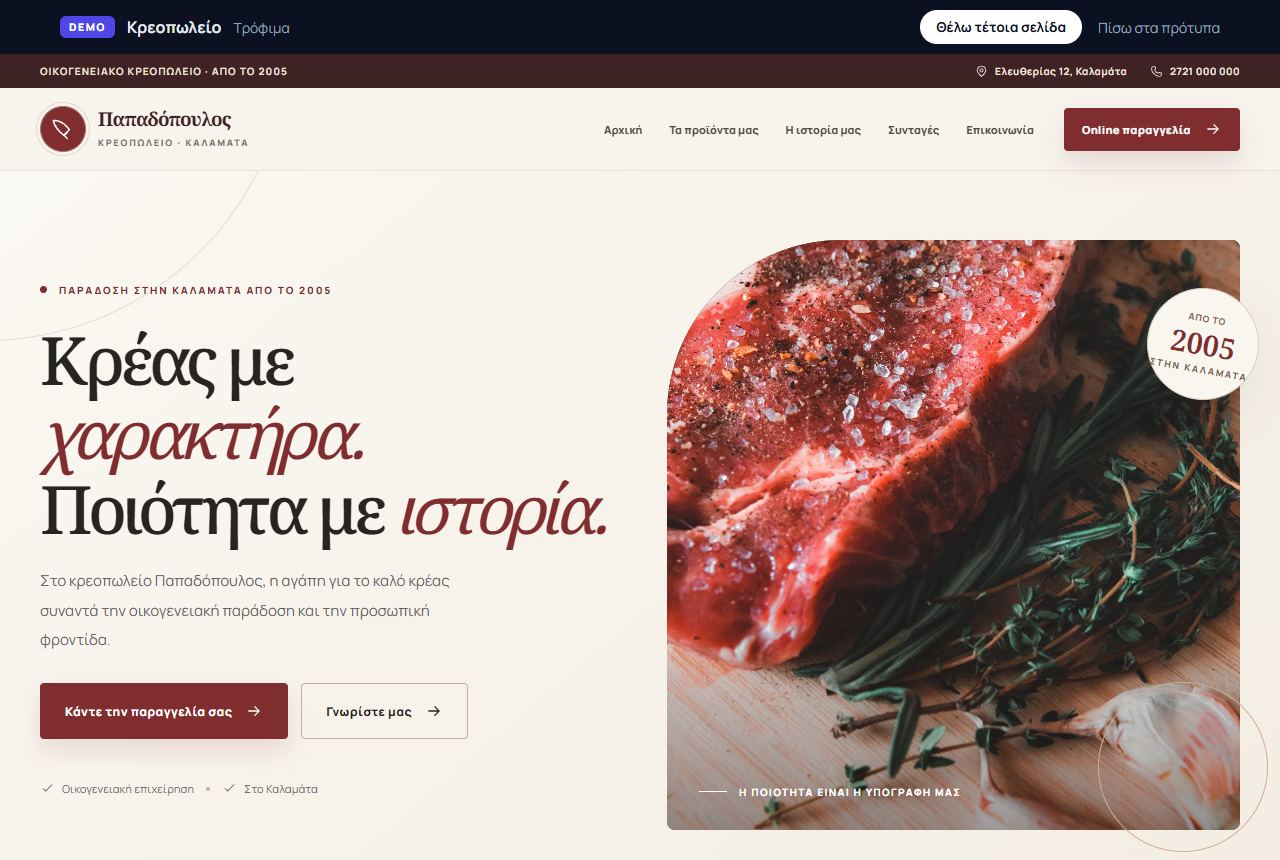 DEMO Κρεοπωλείο Τρόφιμα Θέλω τέτοια σελίδα Πίσω στα πρότυπα
ΟΙΚΟΓΕΝΕΙΑΚΟ ΚΡΕΟΠΩΛΕΙΟ · ΑΠΟ ΤΟ 2005 Ελευθερίας 12, Καλαμάτα 2721 000 000
Παπαδόπουλος
ΚΡΕΟΠΩΛΕΙΟ · ΚΑΛΑΜΑΤΑ
Αρχική Τα προϊόντα μας Η ιστορία μας Συνταγές Επικοινωνία Online παραγγελία
ΠΑΡΑΔΟΣΗ ΣΤΗΝ ΚΑΛΑΜΑΤΑ ΑΠΟ ΤΟ 2005
Κρέας με
χαρακτήρα.
Ποιότητα με ιστορία.
Στο κρεοπωλείο Παπαδόπουλος, η αγάπη για το καλό κρέας
συναντά την οικογενειακή παράδοση και την προσωπική
φροντίδα.
Κάντε την παραγγελία σας Γνωρίστε μας
Οικογενειακή επιχείρηση Στο Καλαμάτα
ΑΠΟ ΤΟ
2005
ΣΤΗΝ ΚΑΛΑΜΑΤΑ
Η ΠΟΙΟΤΗΤΑ ΕΙΝΑΙ Η ΥΠΟΓΡΑΦΗ ΜΑΣ